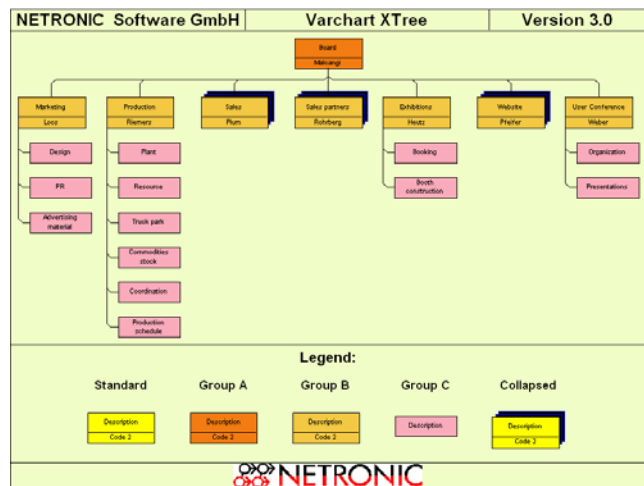 NETRONIC Software GmbH
Varchart XTree
Version 3.0
Board
Marketing
Loos
Production
Riemers
Sales
Plum
Sales partners
Rohrberg
Exhibitions
Heutz
Website
Pfeifer
User Conference
Weber
Design
PR
Advertising
material
Plant
Resource
Truck park
Commodities
stock
Coordination
Production
schedule
Booking
Booth
construction
Organization
Presentations
Legend:
Standard
Group A
Group B
Group C
Collapsed
Description
Code 2
Description
Code 2
Description
Code 2
Description
Description
Code 2
NETRONIC